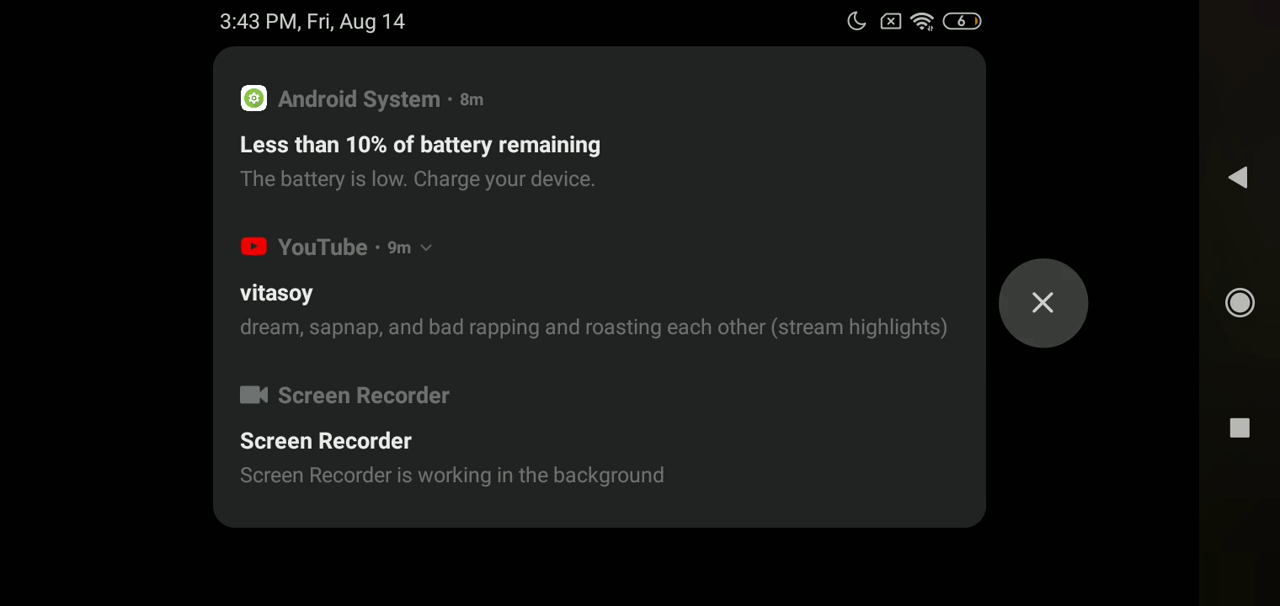 3:43 PM, Fri, Aug 14
6
Android System · 8m
Less than 10% of battery remaining
The battery is low. Charge your device.
YouTube · 9m
vitasoy
dream, sapnap, and bad rapping and roasting each other (stream highlights)
Screen Recorder
Screen Recorder
Screen Recorder is working in the background